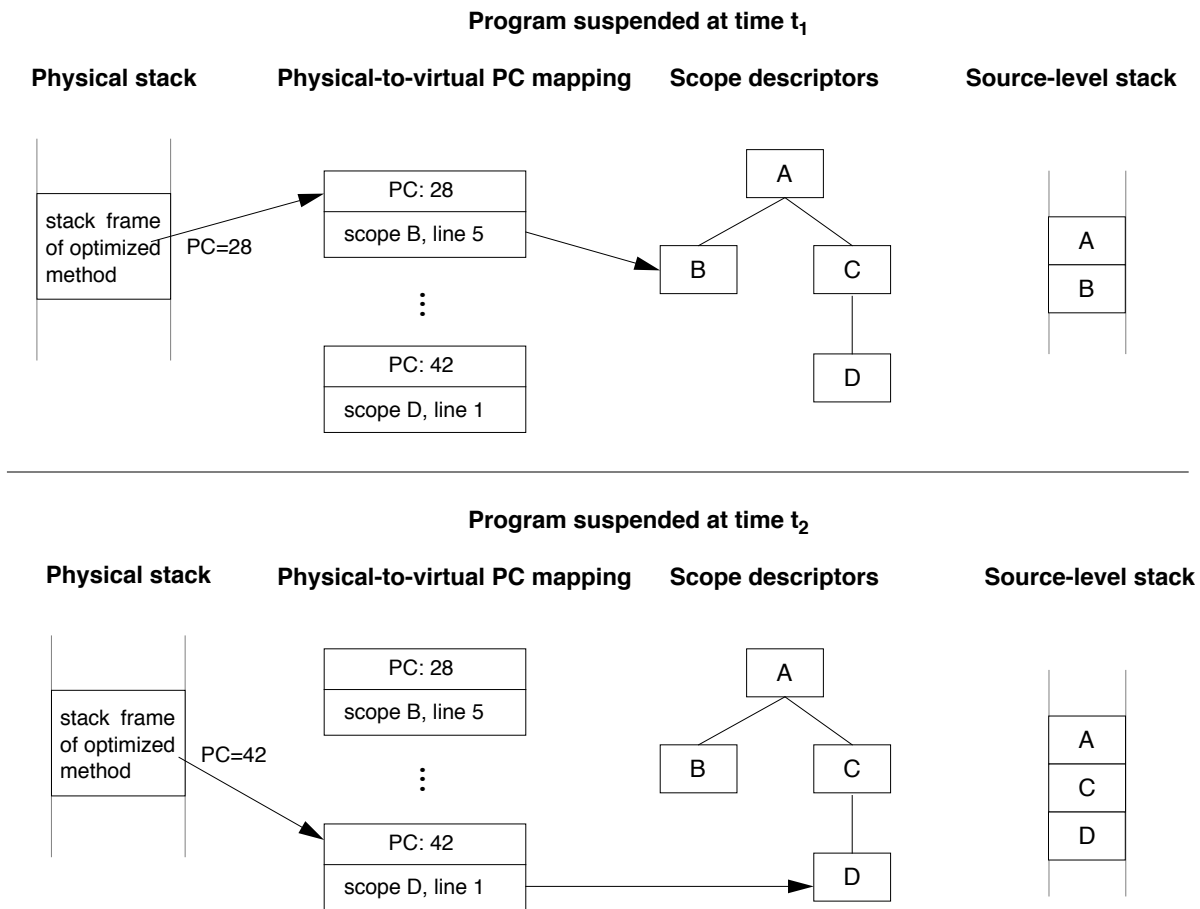 Program suspended at time t1
Physical stack
Physical-to-virtual PC mapping
Scope descriptors
Source-level stack
stack frame
of optimized
method
PC=28
PC: 28
scope B, line 5
⋮
PC: 42
scope D, line 1
A
B
C
D
A
B
Program suspended at time t2
Physical stack
Physical-to-virtual PC mapping
Scope descriptors
Source-level stack
stack frame
of optimized
method
PC=42
PC: 28
scope B, line 5
⋮
PC: 42
scope D, line 1
A
B
C
D
A
C
D